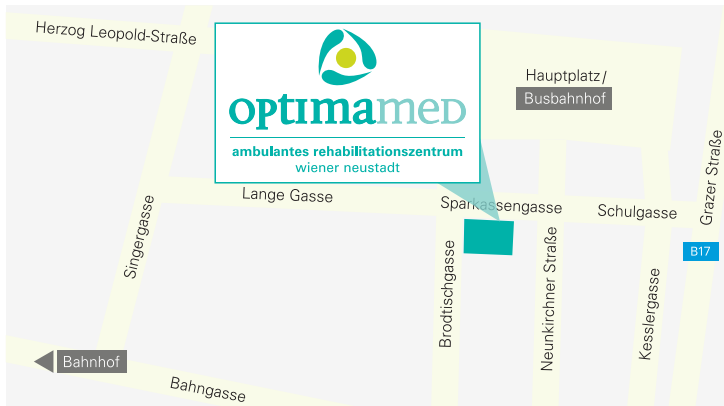 Herzog Leopold-Straße
optimamed
ambulantes rehabilitationszentrum
wiener neustadt
Hauptplatz/
Busbahnhof
Grazer Straße
Lange Gasse
Sparkassengasse
Schulgasse
Singergasse
Brodtischgasse
Neunkirchner Straße
Kesslergasse
B17
Bahnhof
Bahngasse